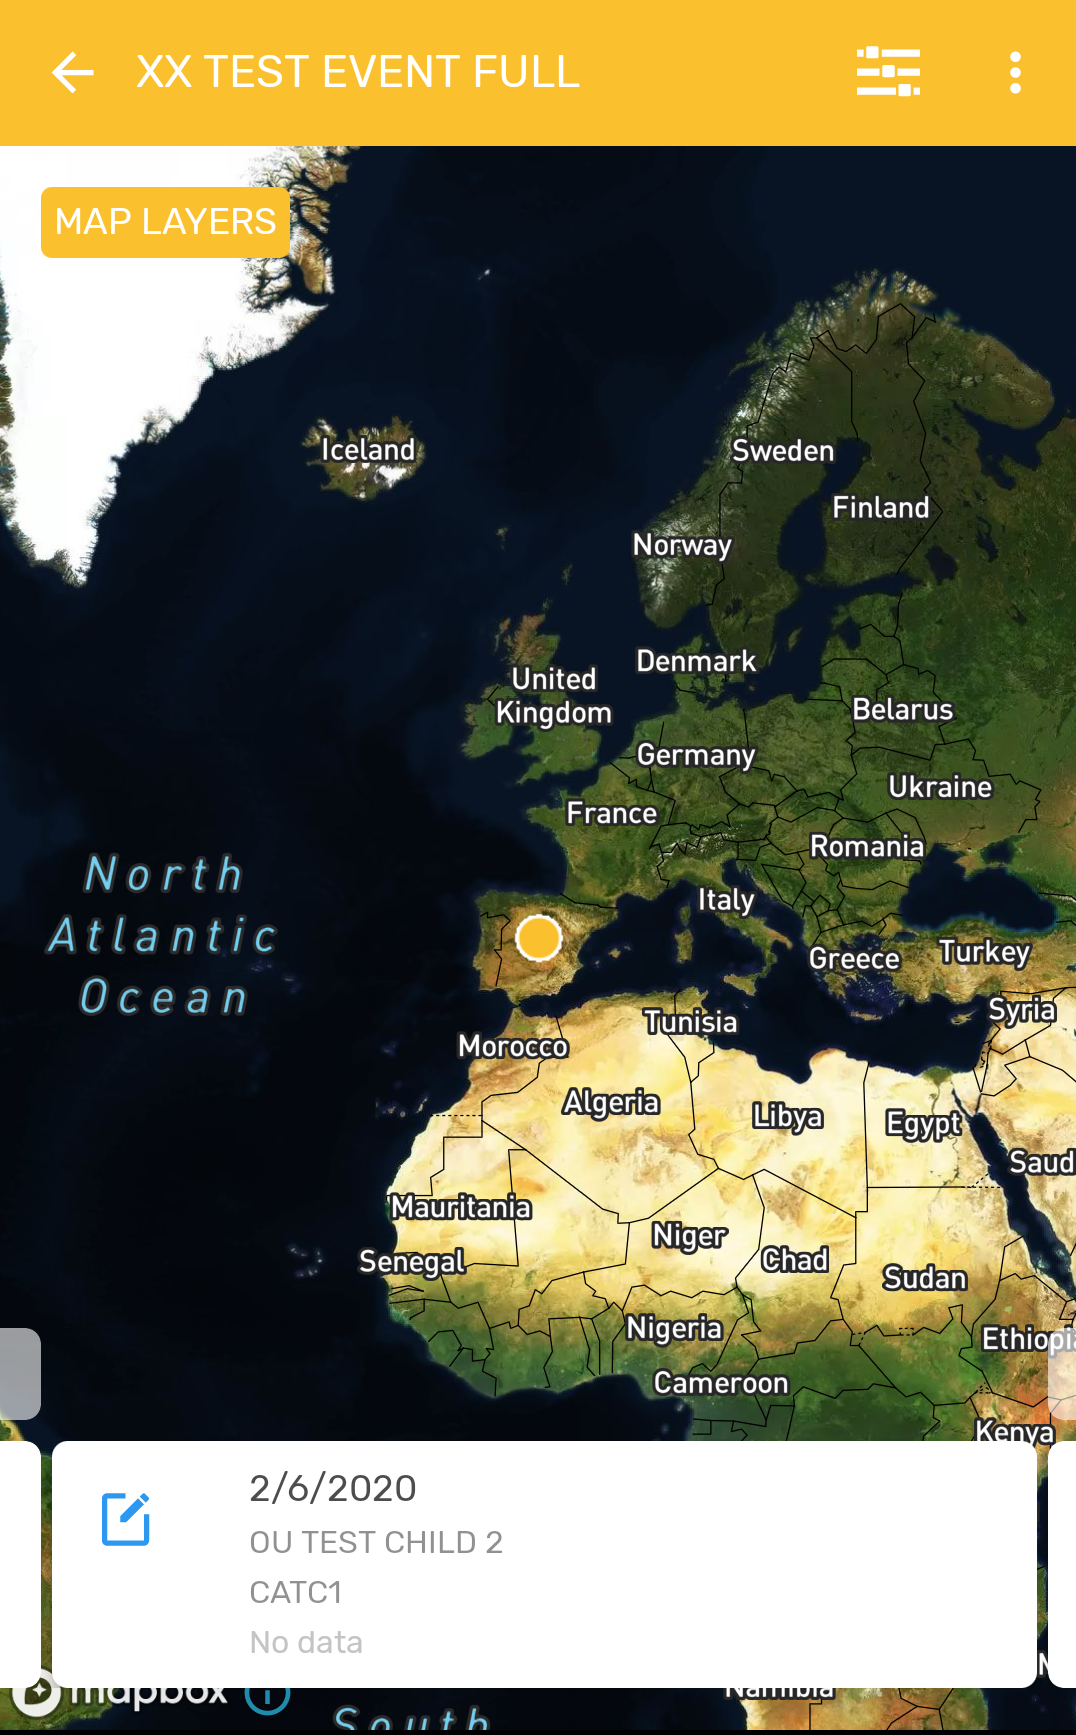 XX TEST EVENT FULL
MAP LAYERS
Iceland
Sweden
Finland
Norway
Denmark
United
Kingdom
Belarus
Germany
Ukraine
France
Romania
North
Atlantic
Ocean
Italy
Greece
Turkey
Syria
Tunisia
Morocco
Algeria
Libya
Egypt
Saud
Mauritania
Niger
Senegal
Chad
Sudan
Nigeria
Ethiopia
Cameroon
Kenya
2/6/2020
OU TEST CHILD 2
CATC1
No data
mapbox
Namibia
South